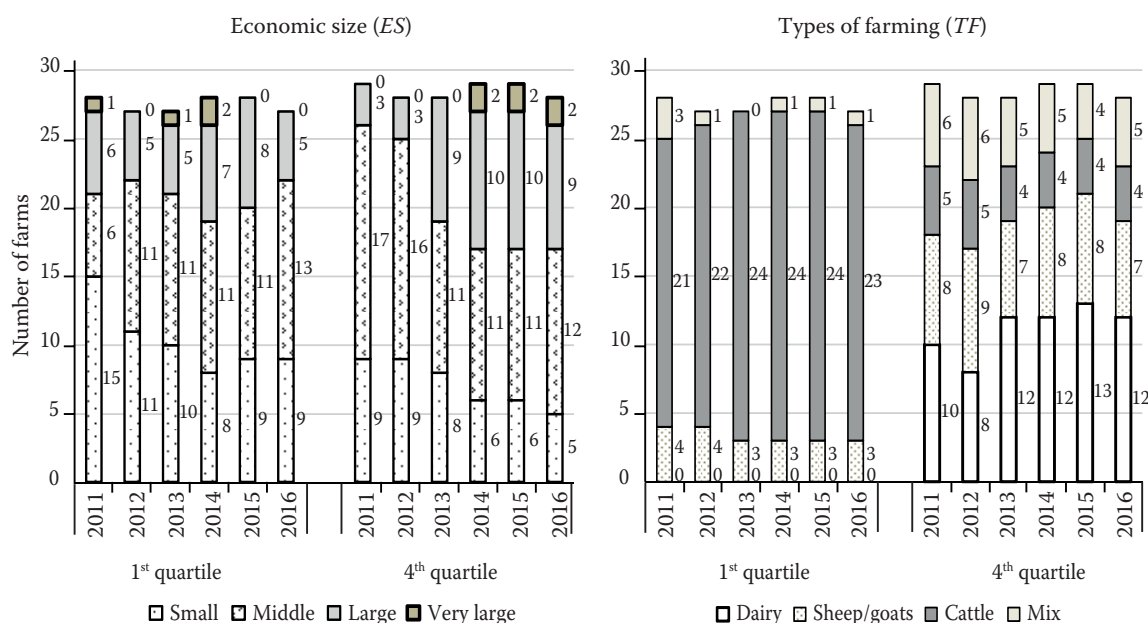 Economic size (ES)
Number of farms
30
25
20
15
10
5
0
1 0 1 2 0 0
6 5 5 7 8 5
6 11 11 11 11 13
15 11 10 8 9 9
0 0 0 2 2 2
3 3 9 10 10 9
17 16 11 11 11 12
9 9 8 6 6 5
2011 2012 2013 2014 2015 2016
2011 2012 2013 2014 2015 2016
1st quartile 4th quartile
Small Middle Large Very large
Types of farming (TF)
30
25
20
15
10
5
0
3 1 0 1 1 1
21 22 24 24 24 23
4 4 3 3 3 3
0 0 0 0 0 0
6 6 5 5 4 5
5 5 4 4 4 4
8 9 7 8 8 7
10 8 12 12 13 12
2011 2012 2013 2014 2015 2016
2011 2012 2013 2014 2015 2016
1st quartile 4th quartile
Dairy Sheep/goats Cattle Mix